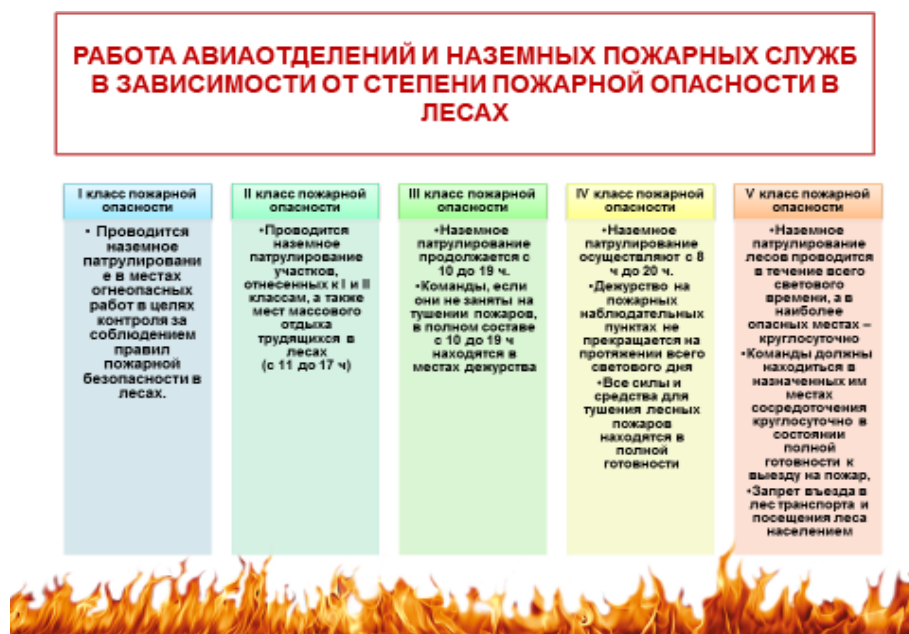 РАБОТА АВИАОТДЕЛЕНИЙ И НАЗЕМНЫХ ПОЖАРНЫХ СЛУЖБ
В ЗАВИСИМОСТИ ОТ СТЕПЕНИ ПОЖАРНОЙ ОПАСНОСТИ В
ЛЕСАХ
I класс пожарной
опасности
• Проводится
наземное
патрулировани
е в местах
огнеопасных
работ в целях
контроля за
соблюдением
правил
пожарной
безопасности в
лесах.
II класс пожарной
опасности
•Проводится
наземное
патрулирование
участков,
отнесенных к I и II
классам, а также
мест массового
отдыха
трудящихся в
лесах
(с 11 до 17 ч)
III класс пожарной
опасности
•Наземное
патрулирование
продолжается с
10 до 19 ч.
•Команды, если
они не заняты на
тушении пожаров,
в полном составе
с 10 до 19 ч
находятся в
местах дежурства
IV класс пожарной
опасности
•Наземное
патрулирование
осуществляют с 8
ч до 20 ч.
•Дежурство на
пожарных
наблюдательных
пунктах не
прекращается на
протяжении всего
светового дня
•Все силы и
средства для
тушения лесных
пожаров
находятся в
полной
готовности
V класс пожарной
опасности
•Наземное
патрулирование
лесов проводится
в течение всего
светового
времени, а в
наиболее
опасных местах –
круглосуточно
•Команды должны
находиться в
назначенных им
местах
сосредоточения
круглосуточно в
состоянии
полной
готовности к
выезду на пожар,
•Запрет въезда в
лес транспорта и
посещения леса
населением